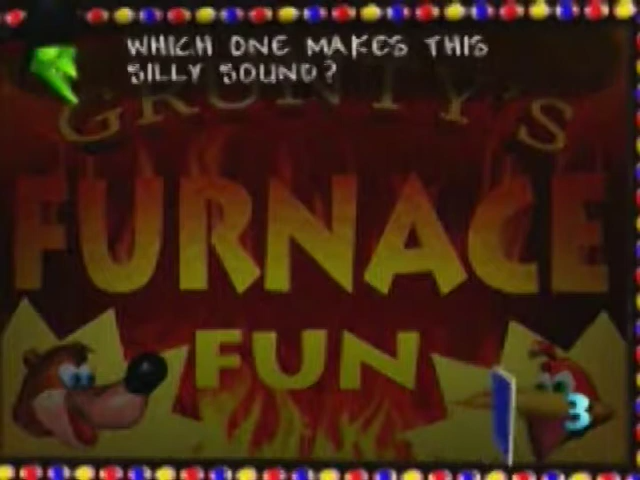 WHICH ONE MAKES THIS
SILLY SOUND?
GRUNTY'S
FURNACE
FUN
3